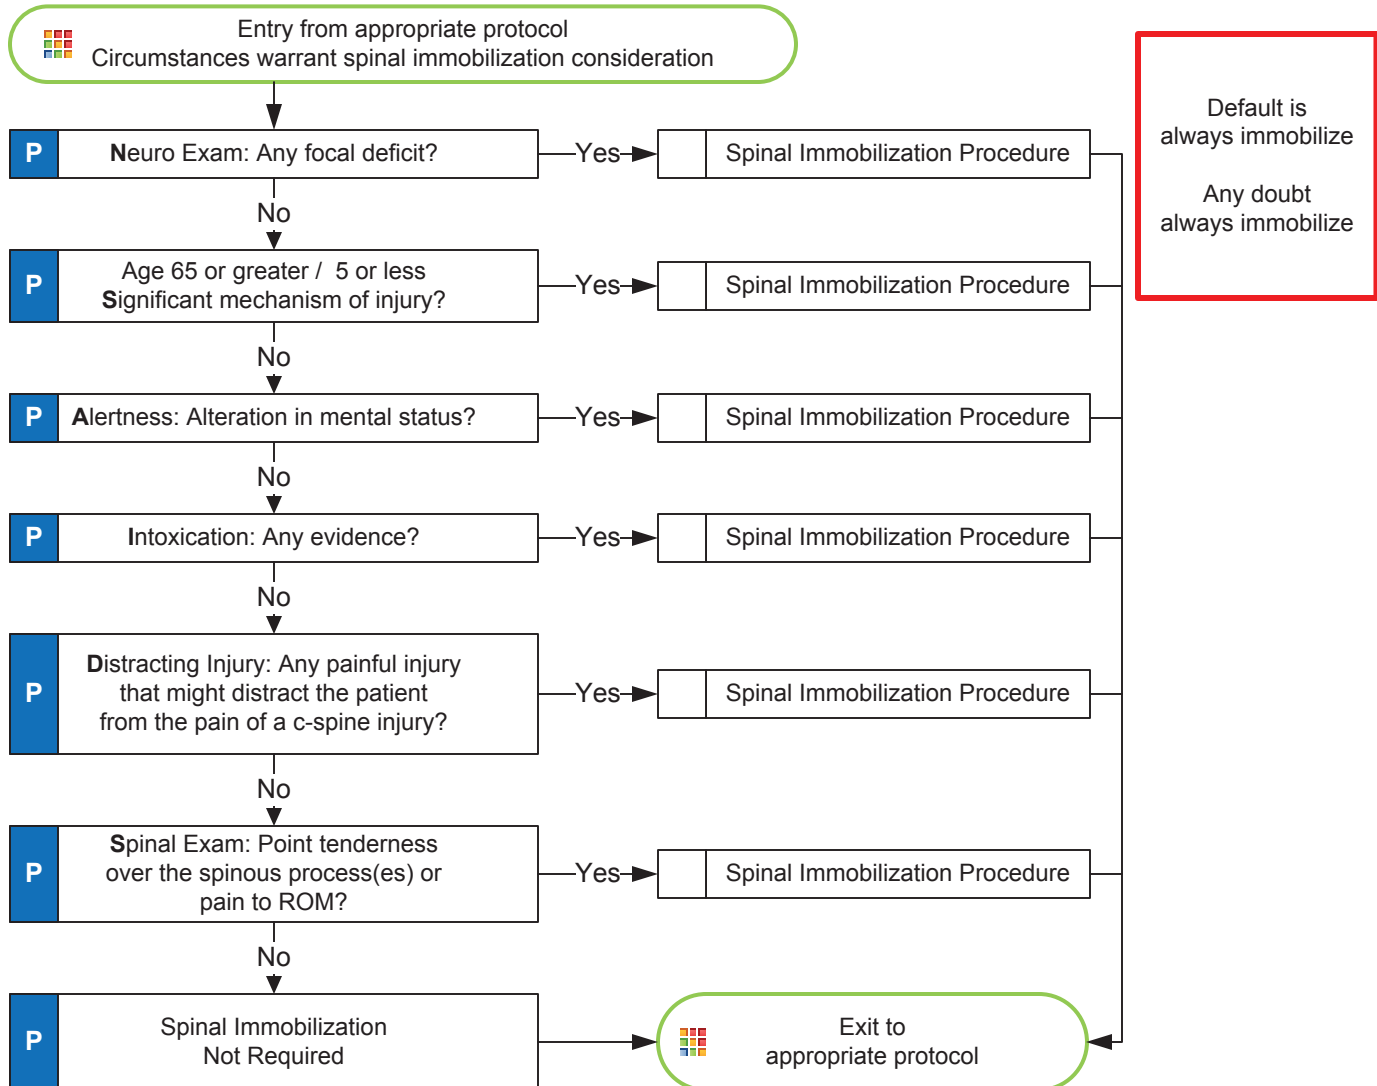 Entry from appropriate protocol
Circumstances warrant spinal immobilization consideration
Default is
always immobilize
Any doubt
always immobilize
P
Neuro Exam: Any focal deficit?
Yes
Spinal Immobilization Procedure
No
P
Age 65 or greater / 5 or less
Significant mechanism of injury?
Yes
Spinal Immobilization Procedure
No
P
Alertness: Alteration in mental status?
Yes
Spinal Immobilization Procedure
No
P
Intoxication: Any evidence?
Yes
Spinal Immobilization Procedure
No
P
Distracting Injury: Any painful injury
that might distract the patient
from the pain of a c-spine injury?
Yes
Spinal Immobilization Procedure
No
P
Spinal Exam: Point tenderness
over the spinous process(es) or
pain to ROM?
Yes
Spinal Immobilization Procedure
No
P
Spinal Immobilization
Not Required
Exit to
appropriate protocol